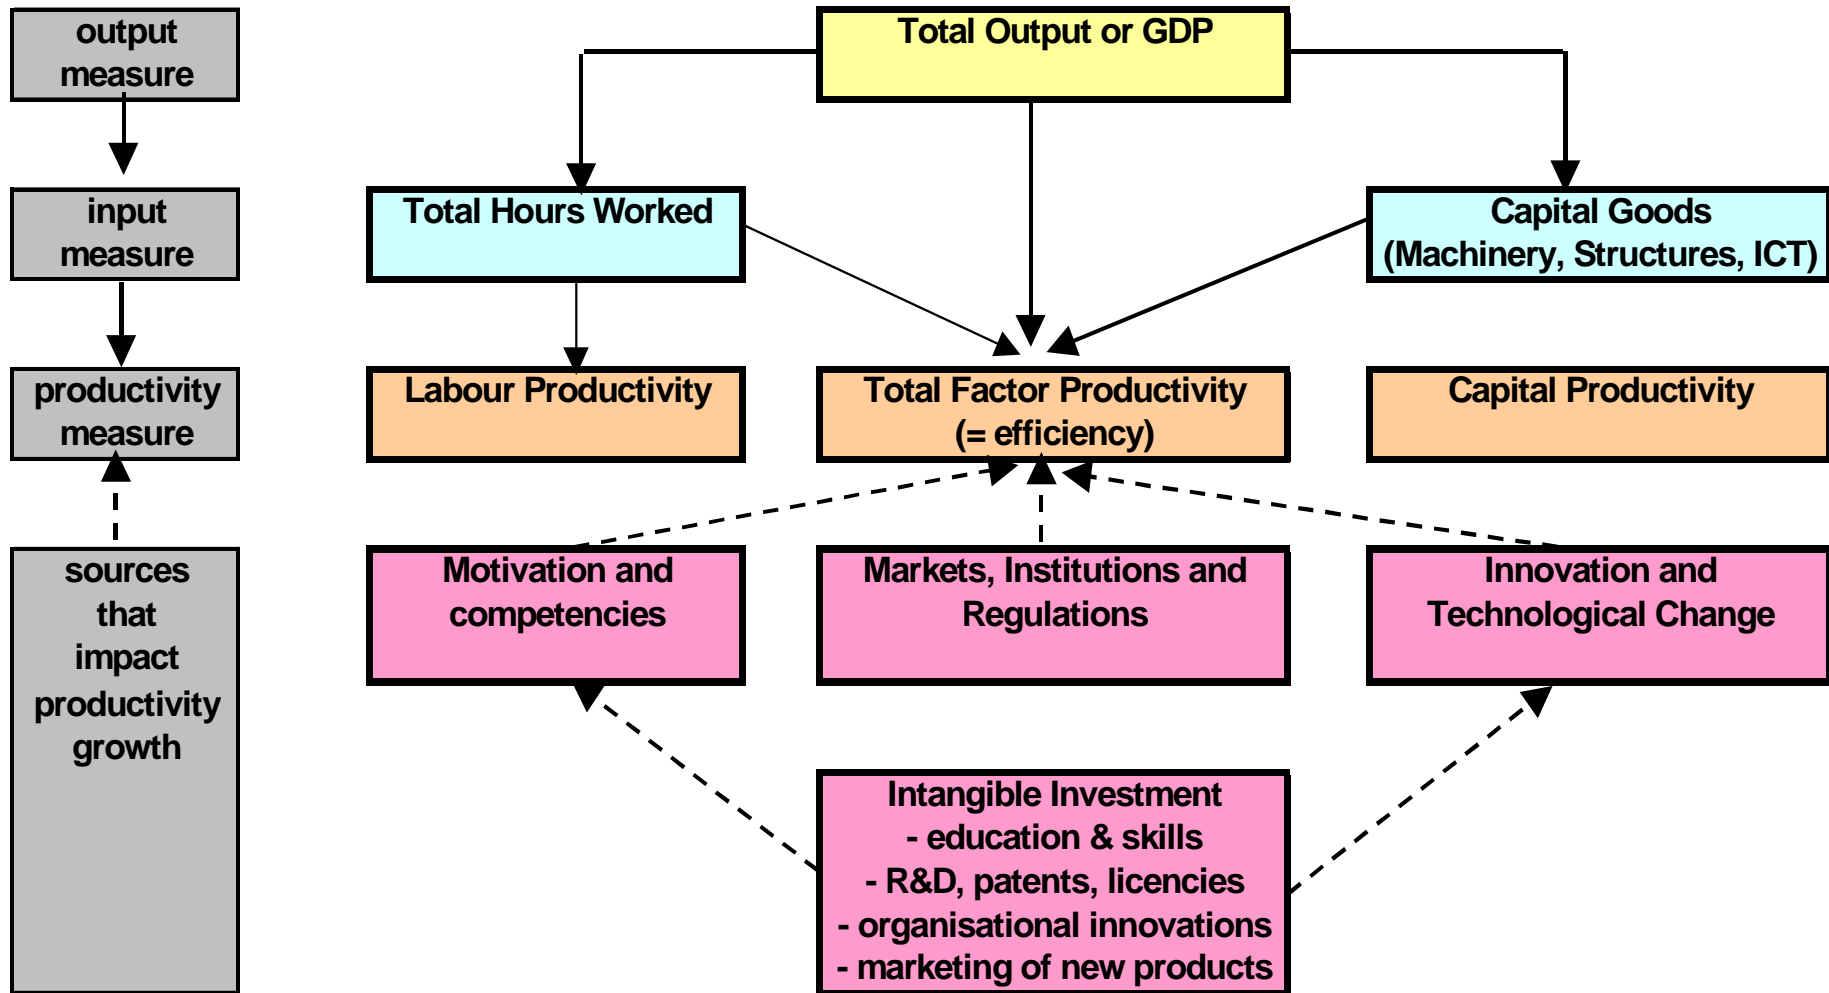 output
measure
Total Output or GDP
input
measure
Total Hours Worked
Capital Goods
(Machinery, Structures, ICT)
productivity
measure
Labour Productivity
Total Factor Productivity
(= efficiency)
Capital Productivity
sources
that
impact
productivity
growth
Motivation and
competencies
Markets, Institutions and
Regulations
Innovation and
Technological Change
Intangible Investment
- education & skills
- R&D, patents, licencies
- organisational innovations
- marketing of new products